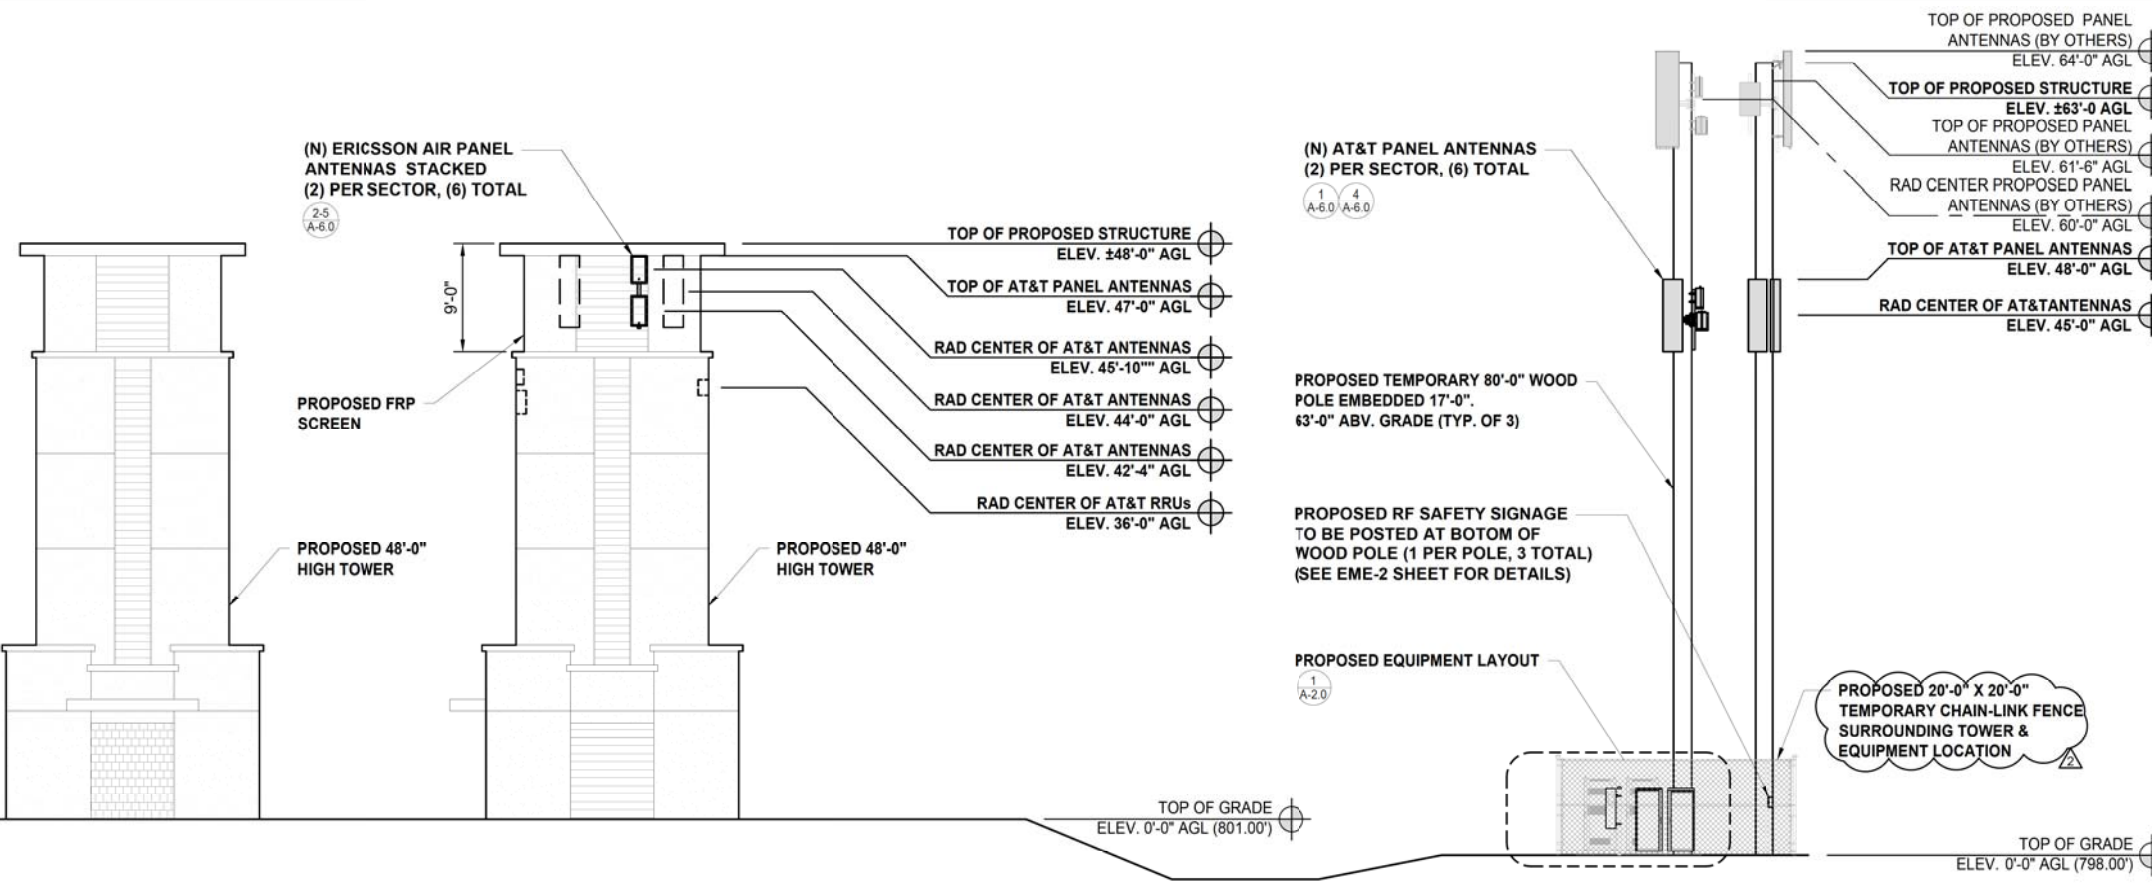 (N) ERICSSON AIR PANEL
ANTENNAS STACKED
(2) PER SECTOR, (6) TOTAL
2-5
A-6.0
9'-0"
PROPOSED FRP
SCREEN
PROPOSED 48'-0"
HIGH TOWER
PROPOSED 48'-0"
HIGH TOWER
TOP OF PROPOSED STRUCTURE
ELEV. ±48'-0" AGL
TOP OF AT&T PANEL ANTENNAS
ELEV. 47'-0" AGL
RAD CENTER OF AT&T ANTENNAS
ELEV. 45'-10"" AGL
RAD CENTER OF AT&T ANTENNAS
ELEV. 44'-0" AGL
RAD CENTER OF AT&T ANTENNAS
ELEV. 42'-4" AGL
RAD CENTER OF AT&T RRUs
ELEV. 36'-0" AGL
TOP OF GRADE
ELEV. 0'-0" AGL (801.00')
(N) AT&T PANEL ANTENNAS
(2) PER SECTOR, (6) TOTAL
1
A-6.0
4
A-6.0
PROPOSED TEMPORARY 80'-0" WOOD
POLE EMBEDDED 17'-0".
63'-0" ABV. GRADE (TYP. OF 3)
PROPOSED RF SAFETY SIGNAGE
TO BE POSTED AT BOTOM OF
WOOD POLE (1 PER POLE, 3 TOTAL)
(SEE EME-2 SHEET FOR DETAILS)
PROPOSED EQUIPMENT LAYOUT
1
A-2.0
TOP OF PROPOSED PANEL
ANTENNAS (BY OTHERS)
ELEV. 64'-0" AGL
TOP OF PROPOSED STRUCTURE
ELEV. ±63'-0 AGL
TOP OF PROPOSED PANEL
ANTENNAS (BY OTHERS)
ELEV. 61'-6" AGL
RAD CENTER PROPOSED PANEL
ANTENNAS (BY OTHERS)
ELEV. 60'-0" AGL
TOP OF AT&T PANEL ANTENNAS
ELEV. 48'-0" AGL
RAD CENTER OF AT&TANTENNAS
ELEV. 45'-0" AGL
PROPOSED 20'-0" X 20'-0"
TEMPORARY CHAIN-LINK FENCE
SURROUNDING TOWER &
EQUIPMENT LOCATION
2
TOP OF GRADE
ELEV. 0'-0" AGL (798.00')